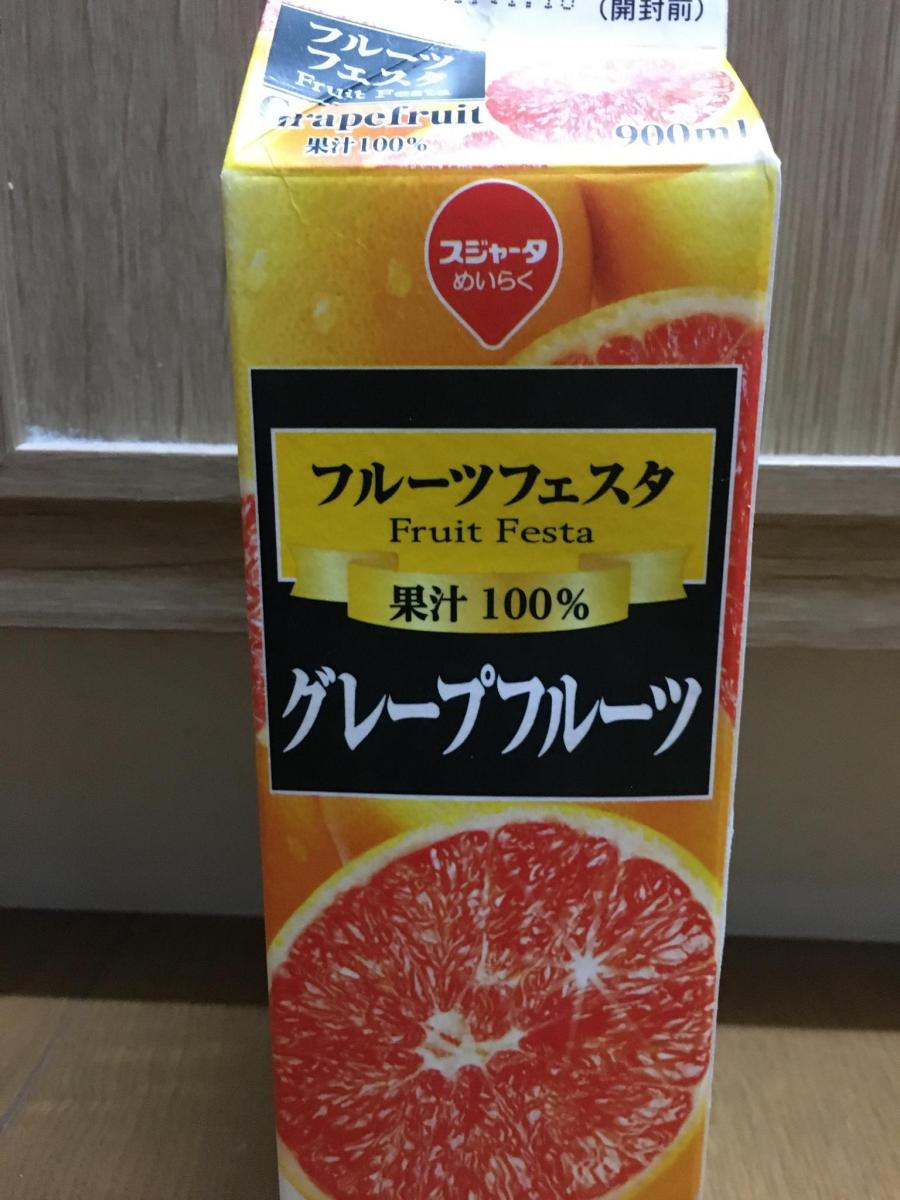 （開封前）
フルーツ
フェスタ
Fruit Festa
Grapefruit
果汁100%
900ml
スジャータ
めいらく
フルーツフェスタ
Fruit Festa
果汁 100%
グレープフルーツ